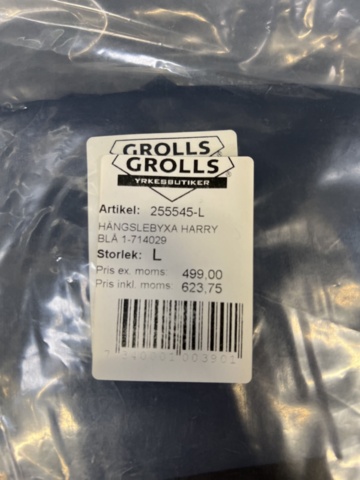 GROLLS
GROLLS
YRKESBUTIKER
Artikel: 255545-L
HÄNGSLEBYXA HARRY
BLÅ 1-714029
Storlek: L
Pris ex. moms: 499,00
Pris inkl. moms: 623,75